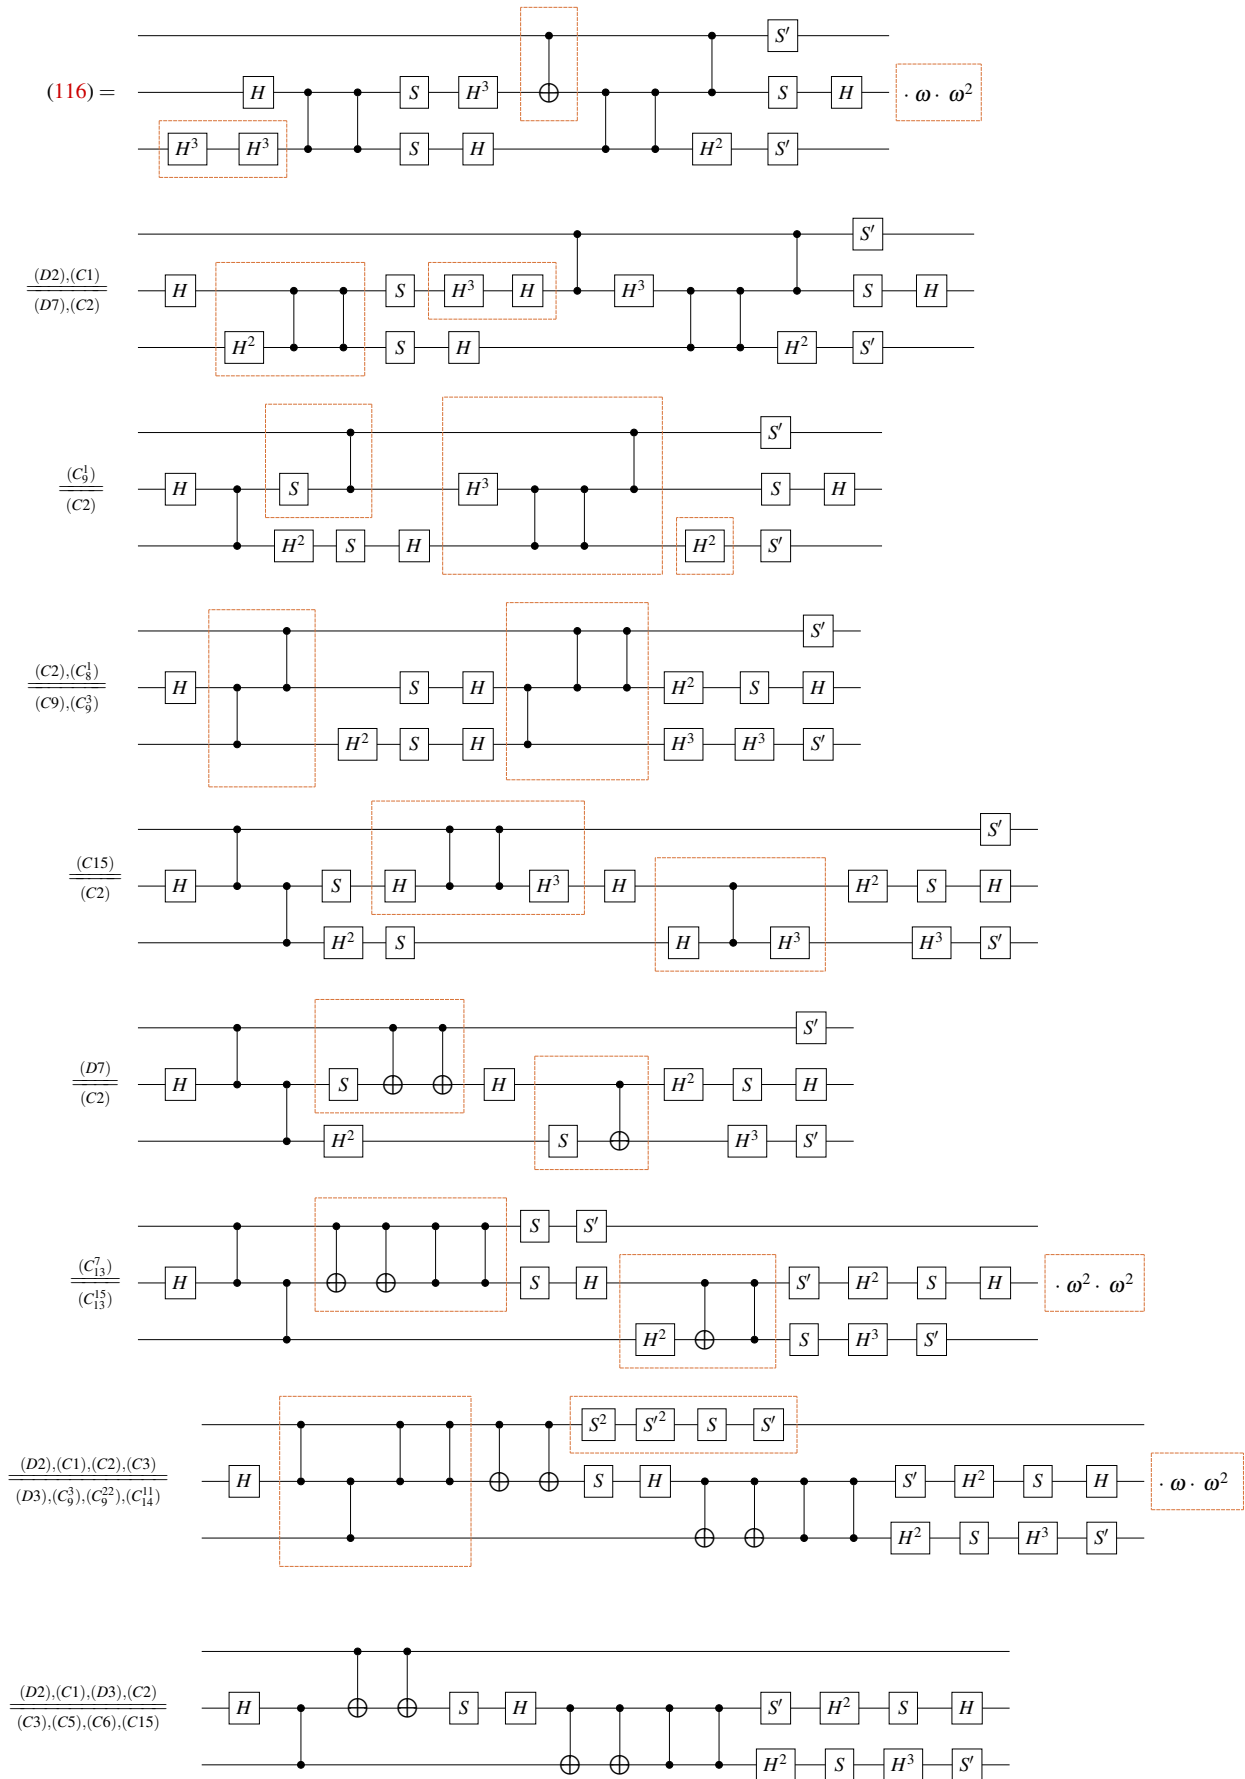 S′
(116) = H S H³ S H · ω · ω²
H³ H³ S H H² S′
S′
(D2),(C1)
H S H³ H H³ S H
(D7),(C2)
H² S H H² S′
S′
(C₉¹)
H S H³ S H
(C2)
H² S H H² S′
S′
(C2),(C₈¹)
H S H H² S H
(C9),(C₉³)
H² S H H³ H³ S′
S′
(C15)
H S H H³ H H² S H
(C2)
H² S H H³ H³ S′
S′
(D7)
H S H H² S H
(C2)
H² S H³ S′
S S′
(C₁₃⁷)
H S H S′ H² S H · ω² · ω²
(C₁₃¹⁵)
H² S H³ S′
S² S′² S S′
(D2),(C1),(C2),(C3)
H S H S′ H² S H · ω · ω²
(D3),(C₉³),(C₉²²),(C₁₄¹¹)
H² S H³ S′
(D2),(C1),(D3),(C2)
H S H S′ H² S H
(C3),(C5),(C6),(C15)
H² S H³ S′